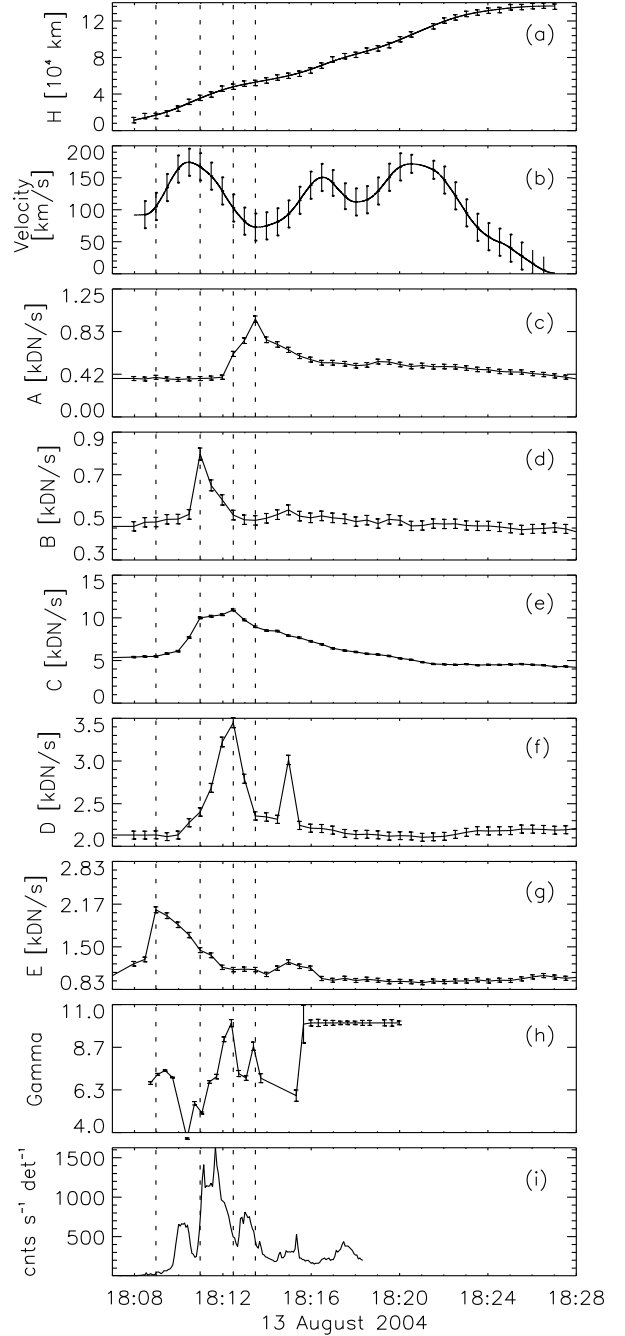 12
8
4
0
H [10⁴ km]
(a)
200
150
100
50
0
Velocity
[km/s]
(b)
1.25
0.83
0.42
0.00
A [kDN/s]
(c)
0.9
0.7
0.5
0.3
B [kDN/s]
(d)
15
10
5
0
C [kDN/s]
(e)
3.5
3.0
2.5
2.0
D [kDN/s]
(f)
2.83
2.17
1.50
0.83
E [kDN/s]
(g)
11.0
8.7
6.3
4.0
Gamma
(h)
1500
1000
500
cnts s⁻¹ det⁻¹
(i)
18:08 18:12 18:16 18:20 18:24 18:28
13 August 2004